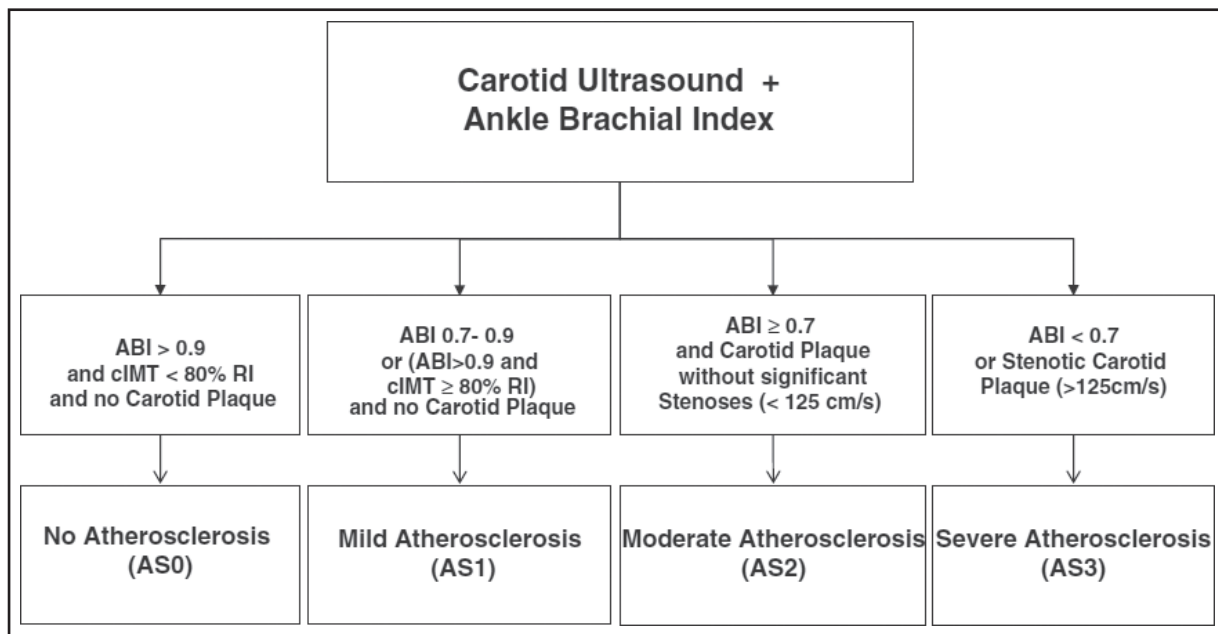 Carotid Ultrasound +
Ankle Brachial Index
ABI > 0.9
and cIMT < 80% RI
and no Carotid Plaque
ABI 0.7- 0.9
or (ABI>0.9 and
cIMT ≥ 80% RI)
and no Carotid Plaque
ABI ≥ 0.7
and Carotid Plaque
without significant
Stenoses (< 125 cm/s)
ABI < 0.7
or Stenotic Carotid
Plaque (>125cm/s)
No Atherosclerosis
(AS0)
Mild Atherosclerosis
(AS1)
Moderate Atherosclerosis
(AS2)
Severe Atherosclerosis
(AS3)